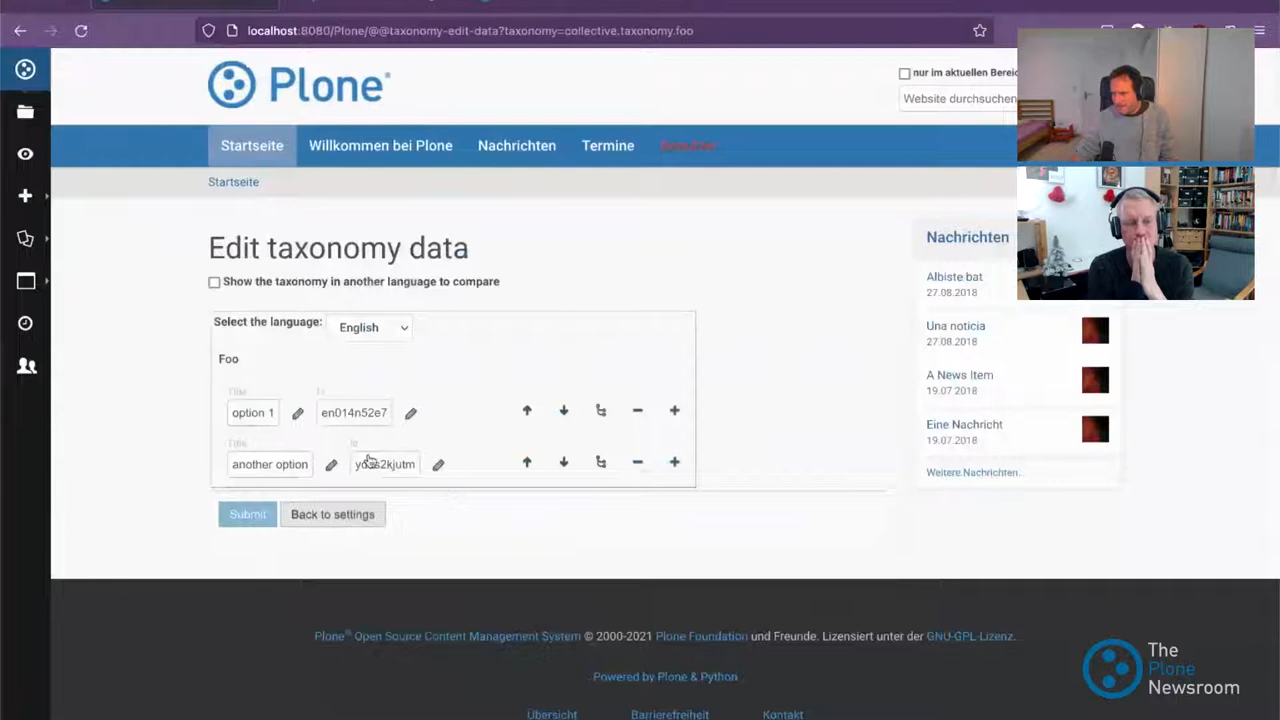 localhost:8080/Plone/@@taxonomy-edit-data?taxonomy=collective.taxonomy.foo
Plone®
nur im aktuellen Bereic
Website durchsuchen
Startseite
Willkommen bei Plone
Nachrichten
Termine
Startseite
Edit taxonomy data
Show the taxonomy in another language to compare
Select the language: English
Foo
Title
option 1
en014n52e7
Title
Id
another option
Submit
Back to settings
Nachrichten
Albiste bat
27.08.2018
Una noticia
27.08.2018
A News Item
19.07.2018
Eine Nachricht
19.07.2018
Weitere Nachrichten…
Plone® Open Source Content Management System © 2000-2021 Plone Foundation und Freunde. Lizensiert unter der GNU-GPL-Lizenz.
Powered by Plone & Python
Übersicht
Barrierefreiheit
Kontakt
The
Plone
Newsroom